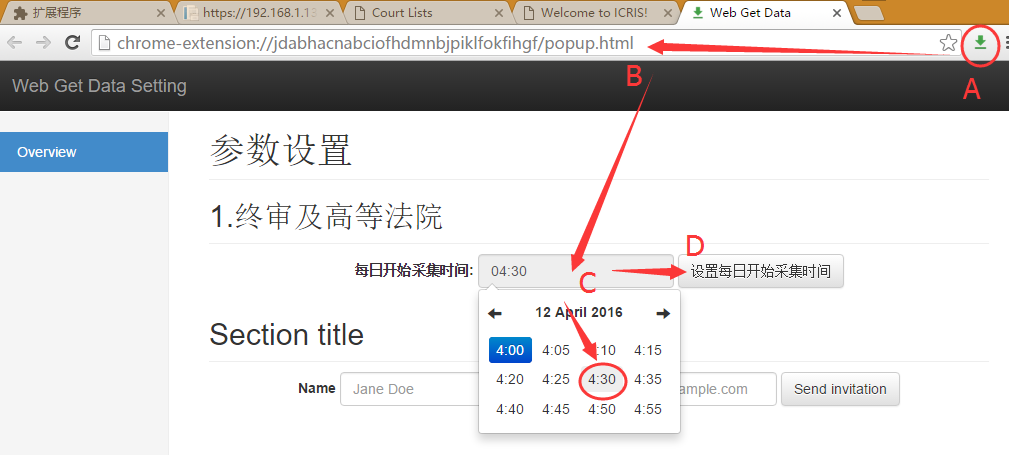 扩展程序
https://192.168.1.13
Court Lists
Welcome to ICRIS!
Web Get Data
chrome-extension://jdabhacnabciofhdmnbjpiklfokfihgf/popup.html
A
B
Web Get Data Setting
Overview
参数设置
1.终审及高等法院
D
每日开始采集时间:
04:30
设置每日开始采集时间
C
12 April 2016
Section title
4:00 4:05 4:10 4:15
4:20 4:25 4:30 4:35
4:40 4:45 4:50 4:55
Name
Jane Doe
ample.com
Send invitation